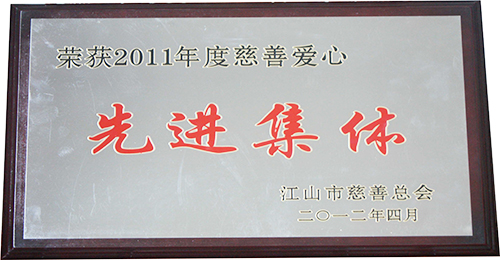 荣获2011年度慈善爱心
先进集体
江山市慈善总会
二〇一二年四月